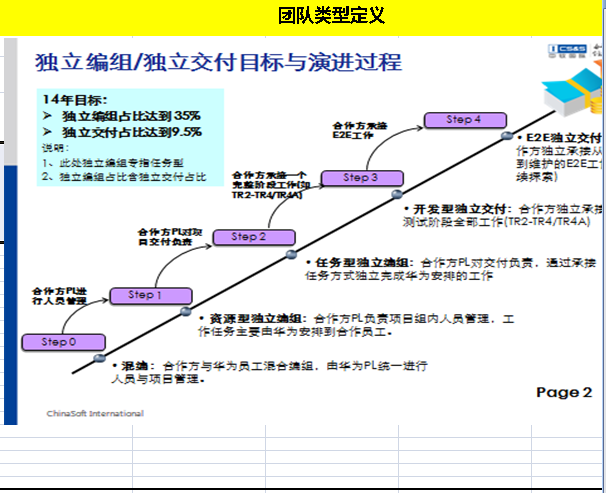 团队类型定义
独立编组/独立交付目标与演进过程
CS&S
14年目标：
➢ 独立编组占比达到35%
➢ 独立交付占比达到9.5%
说明：
1、此处独立编组专指任务型
2、独立编组占比含独立交付占比
Step 4
合作方承接
E2E工作
• E2E独立交付
作方独立承接从
到维护的E2E工
续探索)
合作方承接一个
完整阶段工作(如
TR2-TR4/TR4A)
Step 3
• 开发型独立交付：合作方独立承接
测试阶段全部工作(TR2-TR4/TR4A)
合作方PL对项
目交付负责
Step 2
• 任务型独立编组：合作方PL对交付负责，通过承接
任务方式独立完成华为安排的工作
合作方PL进
行人员管理
Step 1
• 资源型独立编组：合作方PL负责项目组内人员管理，工
作任务主要由华为安排到合作员工。
Step 0
• 混编：合作方与华为员工混合编组，由华为PL统一进行
人员与项目管理。
Page 2
ChinaSoft International